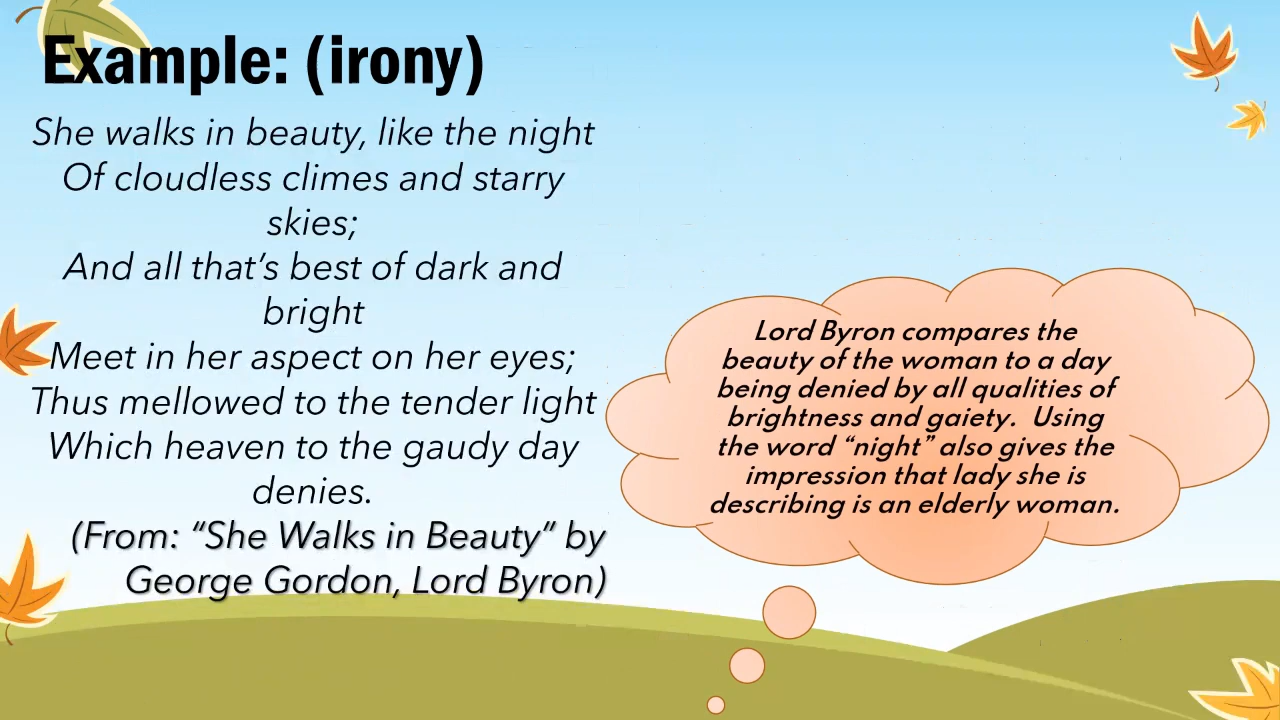 Example: (irony)
She walks in beauty, like the night
Of cloudless climes and starry
skies;
And all that’s best of dark and
bright
Meet in her aspect on her eyes;
Thus mellowed to the tender light
Which heaven to the gaudy day
denies.
(From: “She Walks in Beauty” by
George Gordon, Lord Byron)
Lord Byron compares the
beauty of the woman to a day
being denied by all qualities of
brightness and gaiety. Using
the word “night” also gives the
impression that lady she is
describing is an elderly woman.